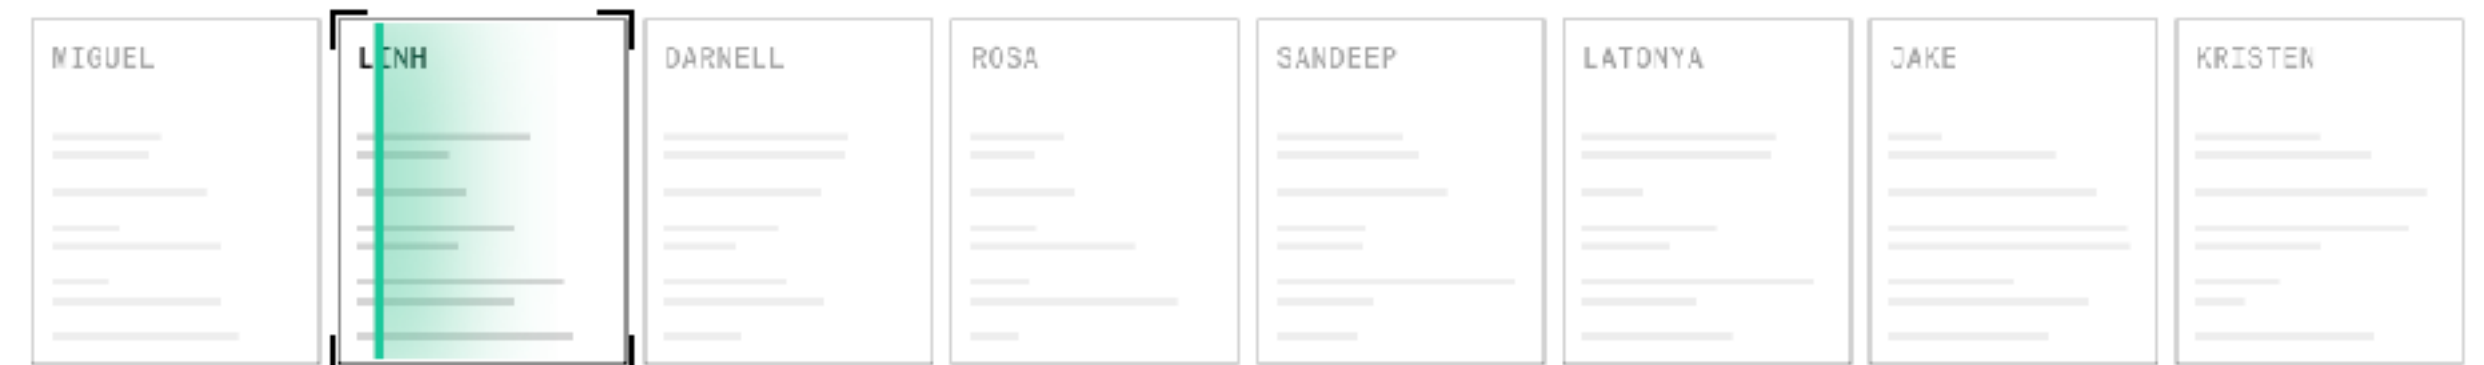 MIGUEL
LINH
DARNELL
ROSA
SANDEEP
LATONYA
JAKE
KRISTEN